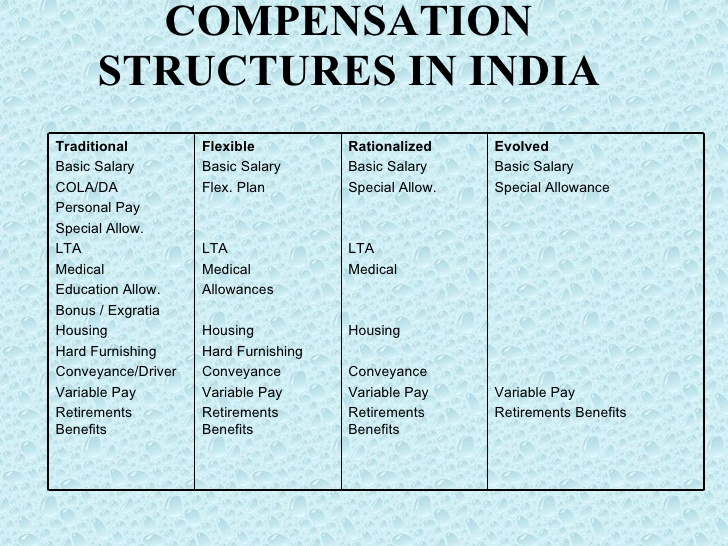 COMPENSATION
STRUCTURES IN INDIA
Traditional
Basic Salary
COLA/DA
Personal Pay
Special Allow.
LTA
Medical
Education Allow.
Bonus / Exgratia
Housing
Hard Furnishing
Conveyance/Driver
Variable Pay
Retirements
Benefits
Flexible
Basic Salary
Flex. Plan
LTA
Medical
Allowances
Housing
Hard Furnishing
Conveyance
Variable Pay
Retirements
Benefits
Rationalized
Basic Salary
Special Allow.
LTA
Medical
Housing
Conveyance
Variable Pay
Retirements
Benefits
Evolved
Basic Salary
Special Allowance
Variable Pay
Retirements Benefits